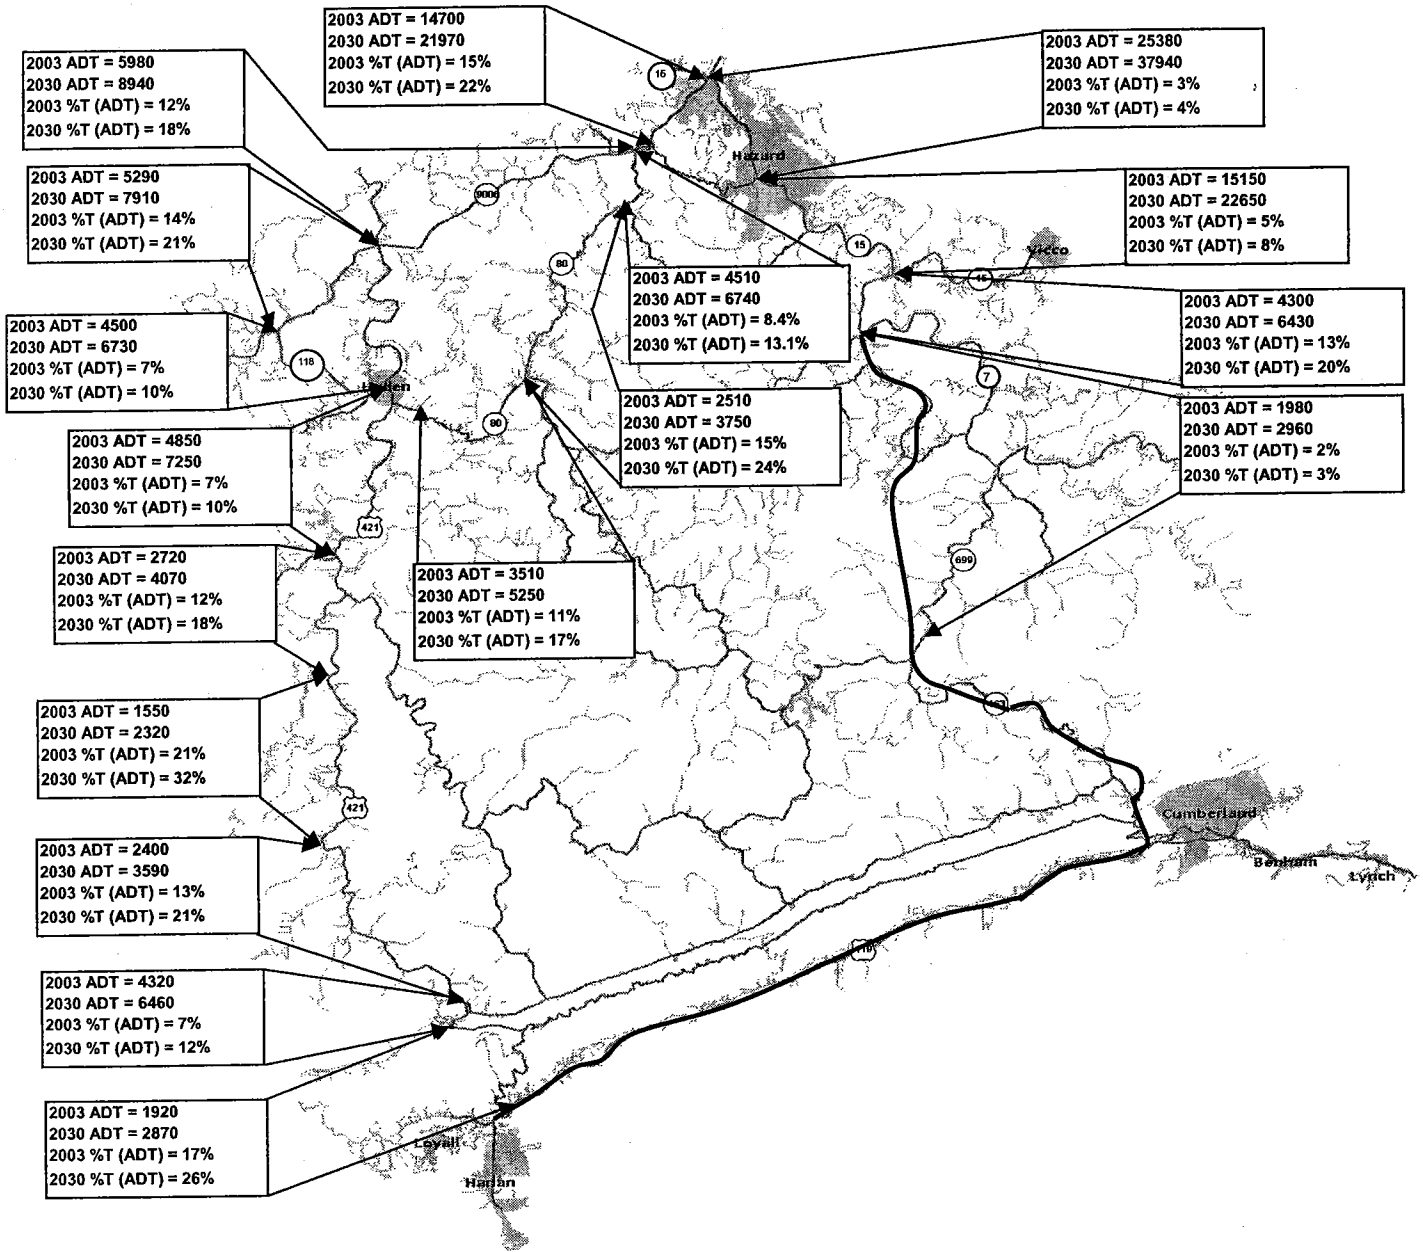 2003 ADT = 14700
2030 ADT = 21970
2003 %T (ADT) = 15%
2030 %T (ADT) = 22%
2003 ADT = 25380
2030 ADT = 37940
2003 %T (ADT) = 3%
2030 %T (ADT) = 4%
2003 ADT = 5980
2030 ADT = 8940
2003 %T (ADT) = 12%
2030 %T (ADT) = 18%
15
Hazard
2003 ADT = 5290
2030 ADT = 7910
2003 %T (ADT) = 14%
2030 %T (ADT) = 21%
9006
2003 ADT = 15150
2030 ADT = 22650
2003 %T (ADT) = 5%
2030 %T (ADT) = 8%
15
Vicco
80
2003 ADT = 4510
2030 ADT = 6740
2003 %T (ADT) = 8.4%
2030 %T (ADT) = 13.1%
15
2003 ADT = 4300
2030 ADT = 6430
2003 %T (ADT) = 13%
2030 %T (ADT) = 20%
2003 ADT = 4500
2030 ADT = 6730
2003 %T (ADT) = 7%
2030 %T (ADT) = 10%
118
7
2003 ADT = 2510
2030 ADT = 3750
2003 %T (ADT) = 15%
2030 %T (ADT) = 24%
2003 ADT = 1980
2030 ADT = 2960
2003 %T (ADT) = 2%
2030 %T (ADT) = 3%
80
2003 ADT = 4850
2030 ADT = 7250
2003 %T (ADT) = 7%
2030 %T (ADT) = 10%
421
2003 ADT = 2720
2030 ADT = 4070
2003 %T (ADT) = 12%
2030 %T (ADT) = 18%
699
2003 ADT = 3510
2030 ADT = 5250
2003 %T (ADT) = 11%
2030 %T (ADT) = 17%
2003 ADT = 1550
2030 ADT = 2320
2003 %T (ADT) = 21%
2030 %T (ADT) = 32%
421
Cumberland
2003 ADT = 2400
2030 ADT = 3590
2003 %T (ADT) = 13%
2030 %T (ADT) = 21%
Benham
Lynch
2003 ADT = 4320
2030 ADT = 6460
2003 %T (ADT) = 7%
2030 %T (ADT) = 12%
2003 ADT = 1920
2030 ADT = 2870
2003 %T (ADT) = 17%
2030 %T (ADT) = 26%
Loyall
Harlan